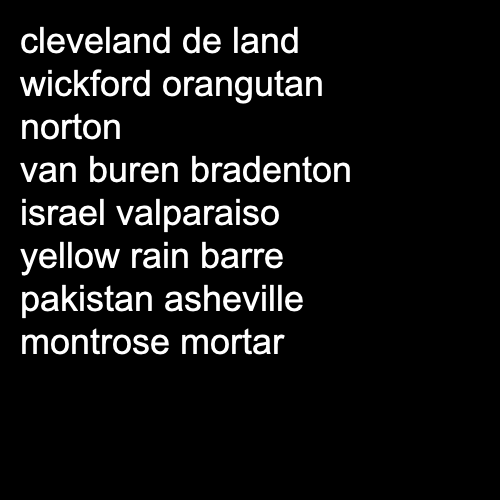 cleveland de land
wickford orangutan
norton
van buren bradenton
israel valparaiso
yellow rain barre
pakistan asheville
montrose mortar